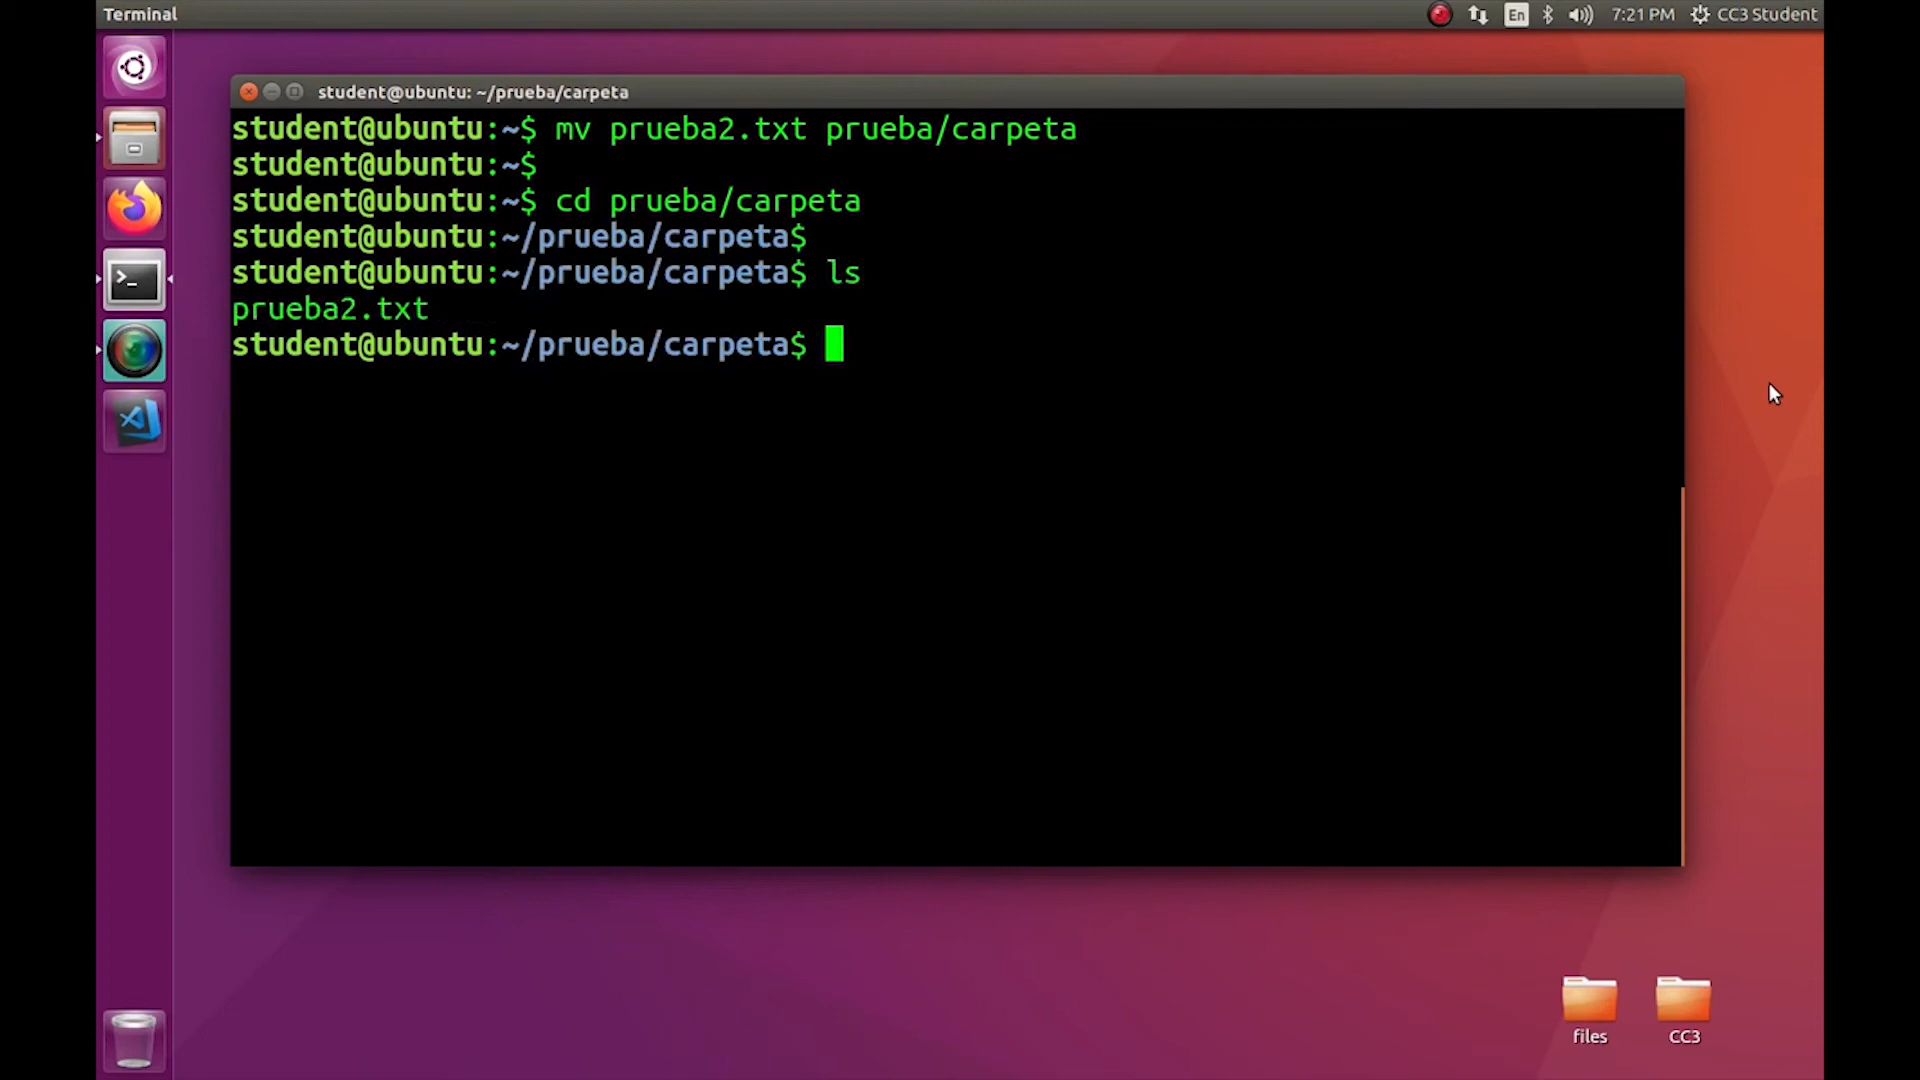 Terminal
En
7:21 PM
CC3 Student
student@ubuntu: ~/prueba/carpeta
student@ubuntu:~$ mv prueba2.txt prueba/carpeta
student@ubuntu:~$
student@ubuntu:~$ cd prueba/carpeta
student@ubuntu:~/prueba/carpeta$
student@ubuntu:~/prueba/carpeta$ ls
prueba2.txt
student@ubuntu:~/prueba/carpeta$
files
CC3